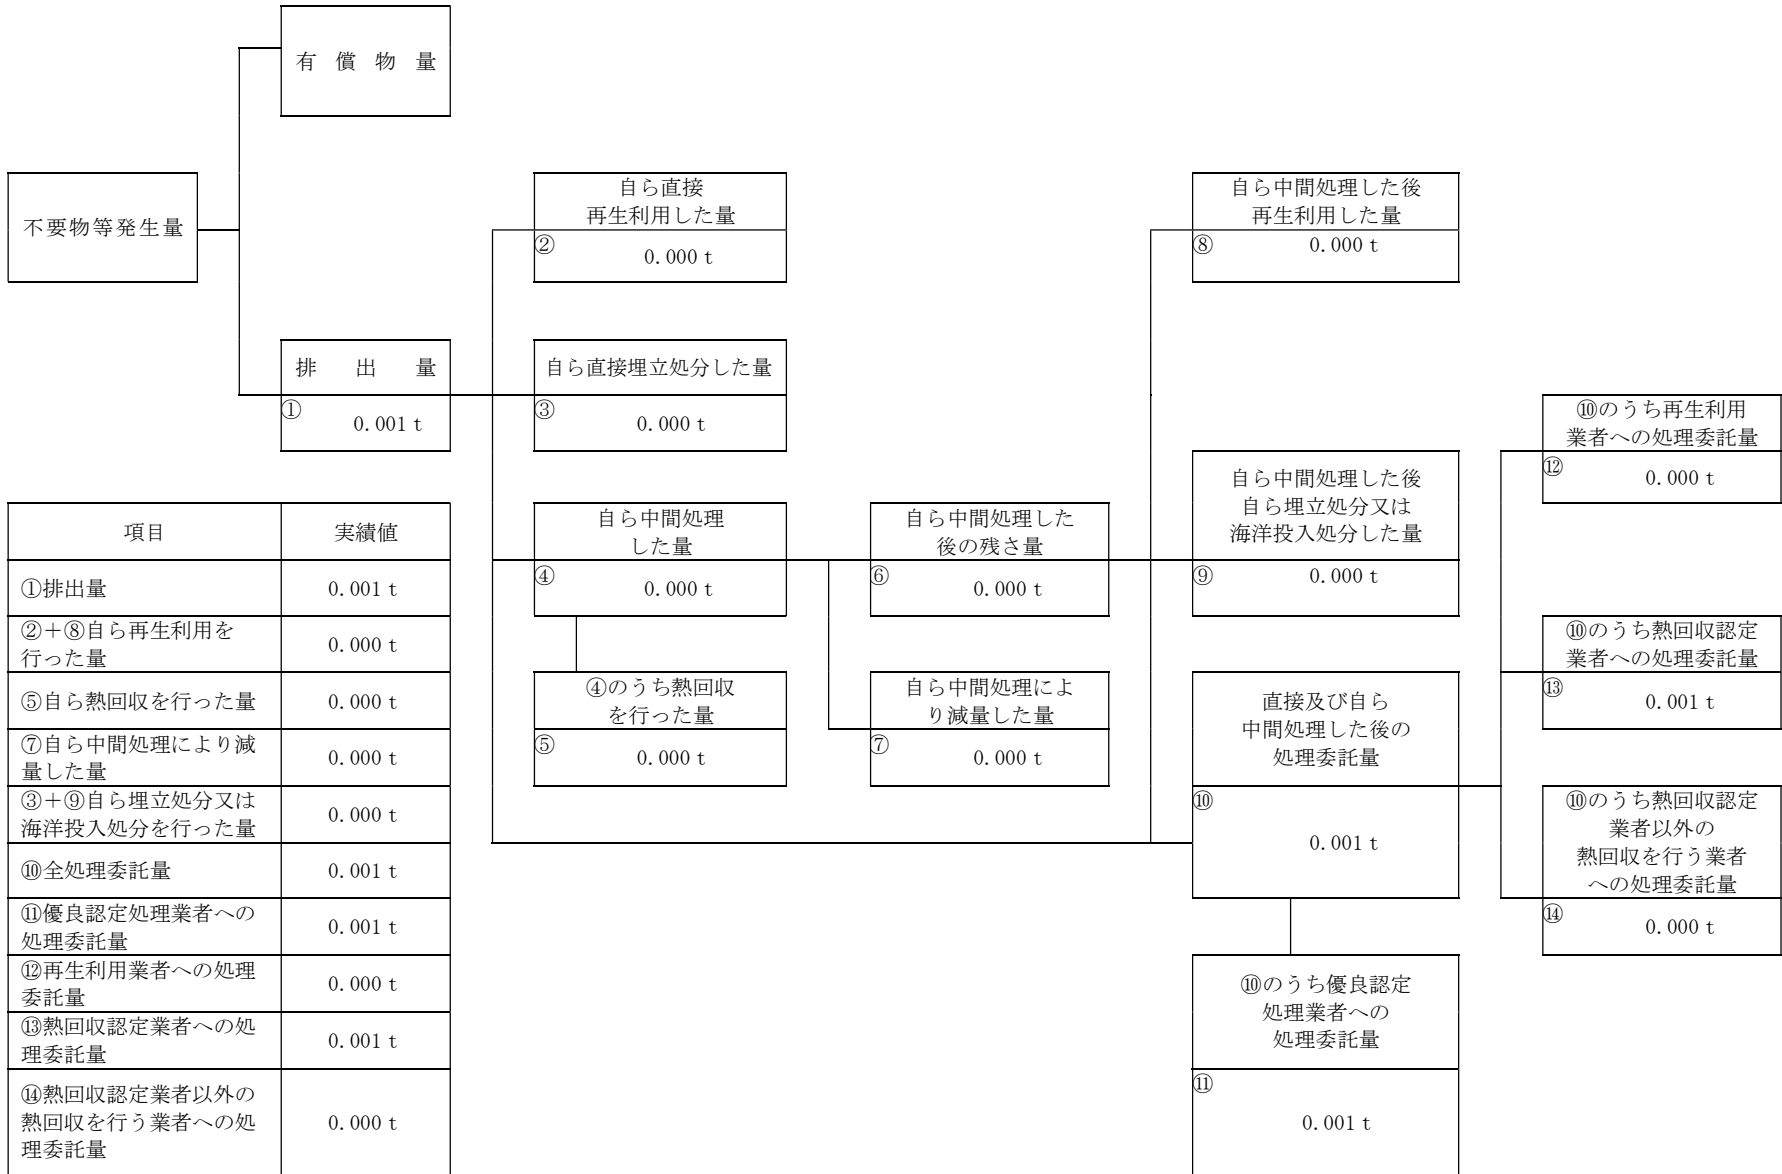 有償物量
不要物等発生量
自ら直接
再生利用した量
②
0.000 t
自ら中間処理した後
再生利用した量
⑧
0.000 t
排出量
①
0.001 t
自ら直接埋立処分した量
③
0.000 t
⑩のうち再生利用
業者への処理委託量
⑫
0.000 t
自ら中間処理した後
自ら埋立処分又は
海洋投入処分した量
⑨
0.000 t
自ら中間処理
した量
④
0.000 t
自ら中間処理した
後の残さ量
⑥
0.000 t
⑩のうち熱回収認定
業者への処理委託量
⑬
0.001 t
④のうち熱回収
を行った量
⑤
0.000 t
自ら中間処理によ
り減量した量
⑦
0.000 t
直接及び自ら
中間処理した後の
処理委託量
⑩
0.001 t
⑩のうち熱回収認定
業者以外の
熱回収を行う業者
への処理委託量
⑭
0.000 t
⑩のうち優良認定
処理業者への
処理委託量
⑪
0.001 t
項目 実績値
①排出量 0.001 t
②＋⑧自ら再生利用を
行った量
0.000 t
⑤自ら熱回収を行った量 0.000 t
⑦自ら中間処理により減
量した量
0.000 t
③＋⑨自ら埋立処分又は
海洋投入処分を行った量
0.000 t
⑩全処理委託量 0.001 t
⑪優良認定処理業者への
処理委託量
0.001 t
⑫再生利用業者への処理
委託量
0.000 t
⑬熱回収認定業者への処
理委託量
0.001 t
⑭熱回収認定業者以外の
熱回収を行う業者への処
理委託量
0.000 t